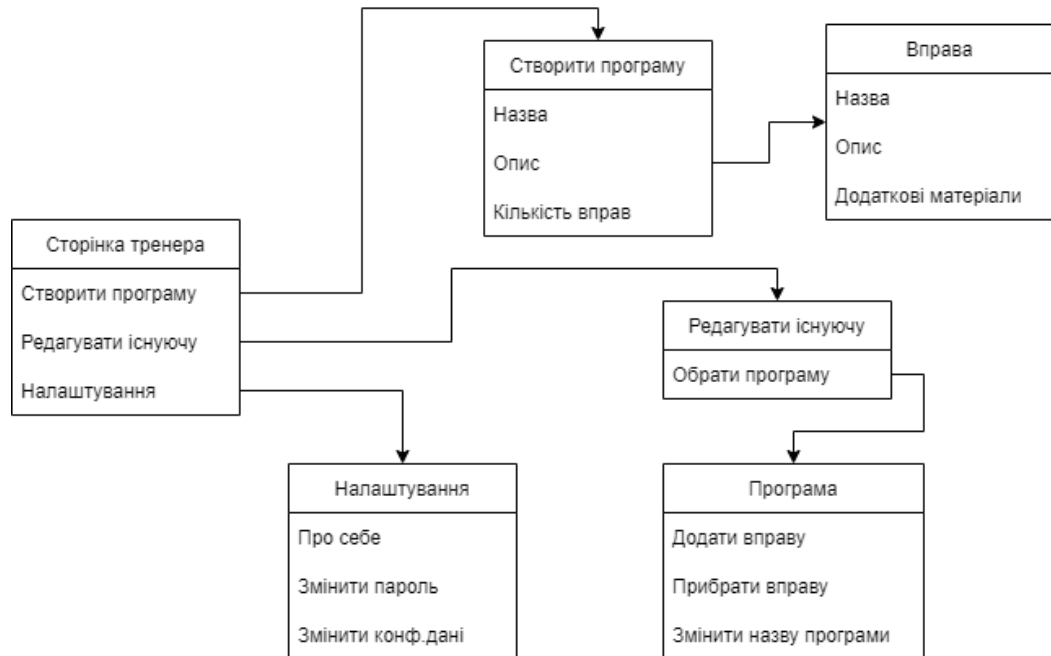 Створити програму
Назва
Опис
Кількість вправ
Вправа
Назва
Опис
Додаткові матеріали
Сторінка тренера
Створити програму
Редагувати існуючу
Налаштування
Редагувати існуючу
Обрати програму
Налаштування
Про себе
Змінити пароль
Змінити конф.дані
Програма
Додати вправу
Прибрати вправу
Змінити назву програми